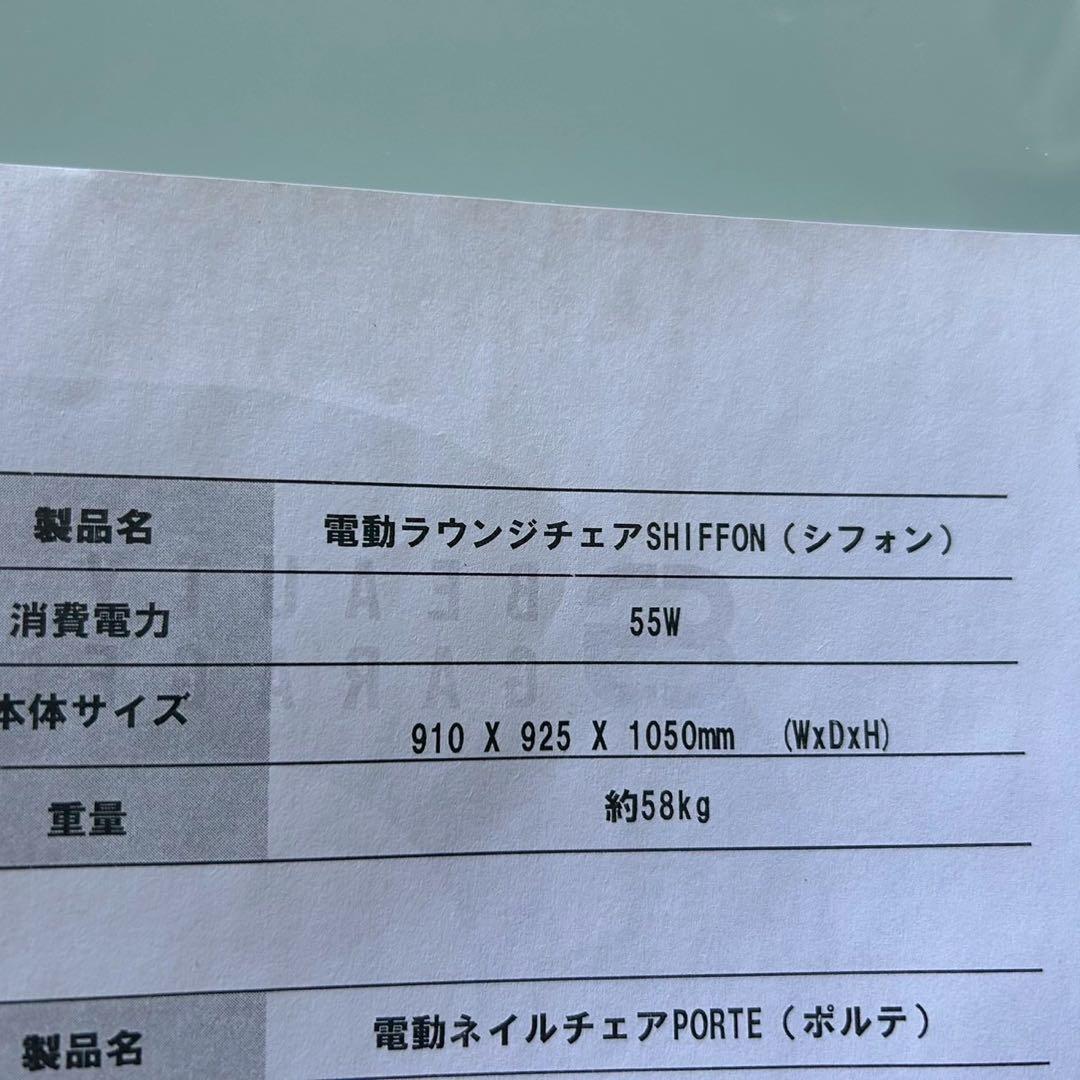 製品名 電動ラウンジチェアSHIFFON（シフォン）
消費電力 55W
本体サイズ 910 X 925 X 1050mm (WxDxH)
重量 約58kg
製品名 電動ネイルチェアPORTE（ポルテ）
BEAUTY
GARAGE